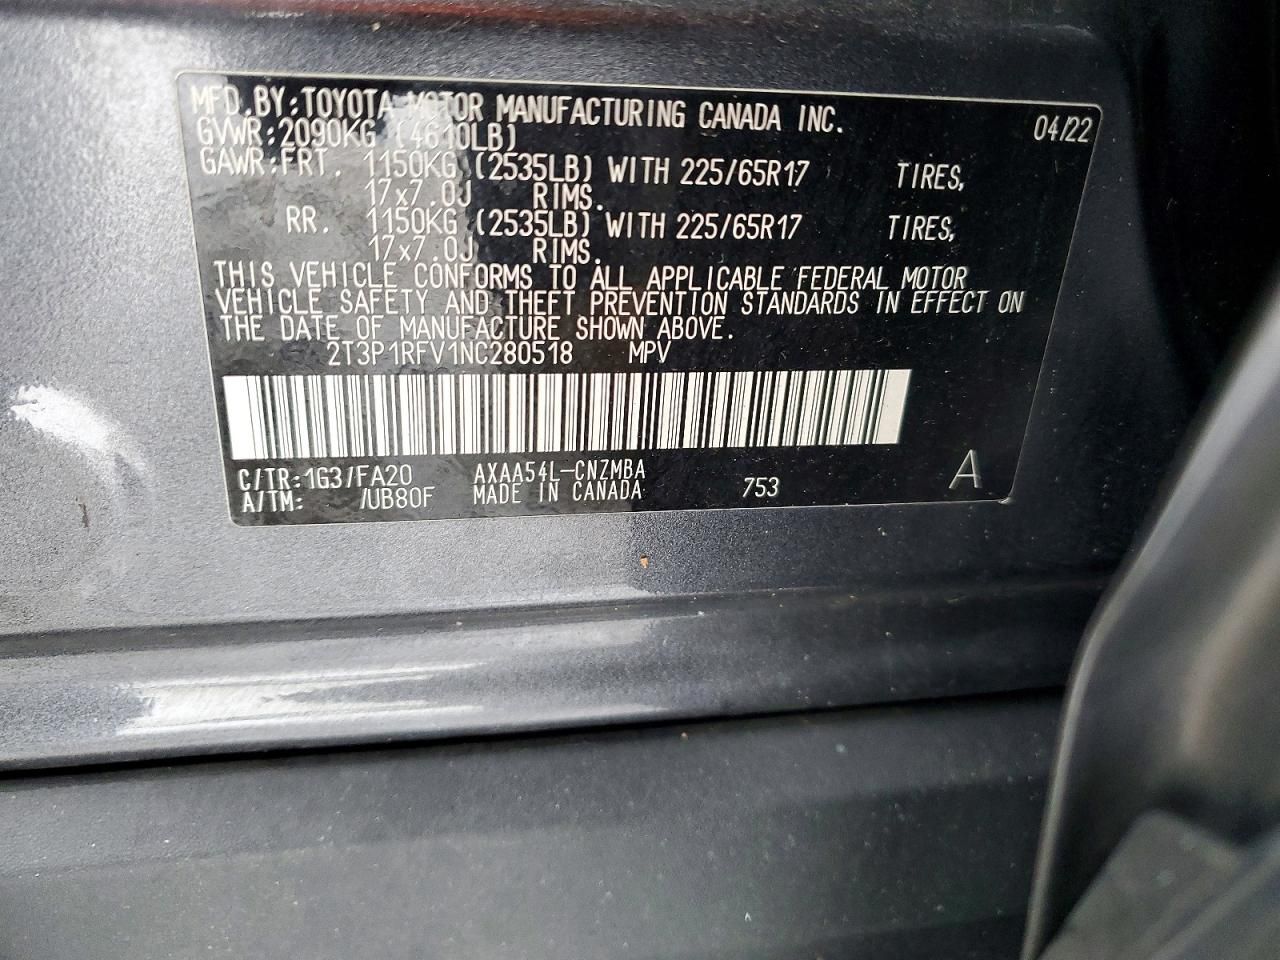 MFD.BY:TOYOTA MOTOR MANUFACTURING CANADA INC. 04/22
GVWR:2090KG (4610LB)
GAWR:FRT. 1150KG (2535LB) WITH 225/65R17 TIRES,
17x7.0J RIMS.
RR. 1150KG (2535LB) WITH 225/65R17 TIRES,
17x7.0J RIMS.
THIS VEHICLE CONFORMS TO ALL APPLICABLE FEDERAL MOTOR
VEHICLE SAFETY AND THEFT PREVENTION STANDARDS IN EFFECT ON
THE DATE OF MANUFACTURE SHOWN ABOVE.
2T3P1RFV1NC280518 MPV
C/TR:1G3/FA20 AXAA54L-CNZMBA
A/TM: /UB80F MADE IN CANADA 753 A